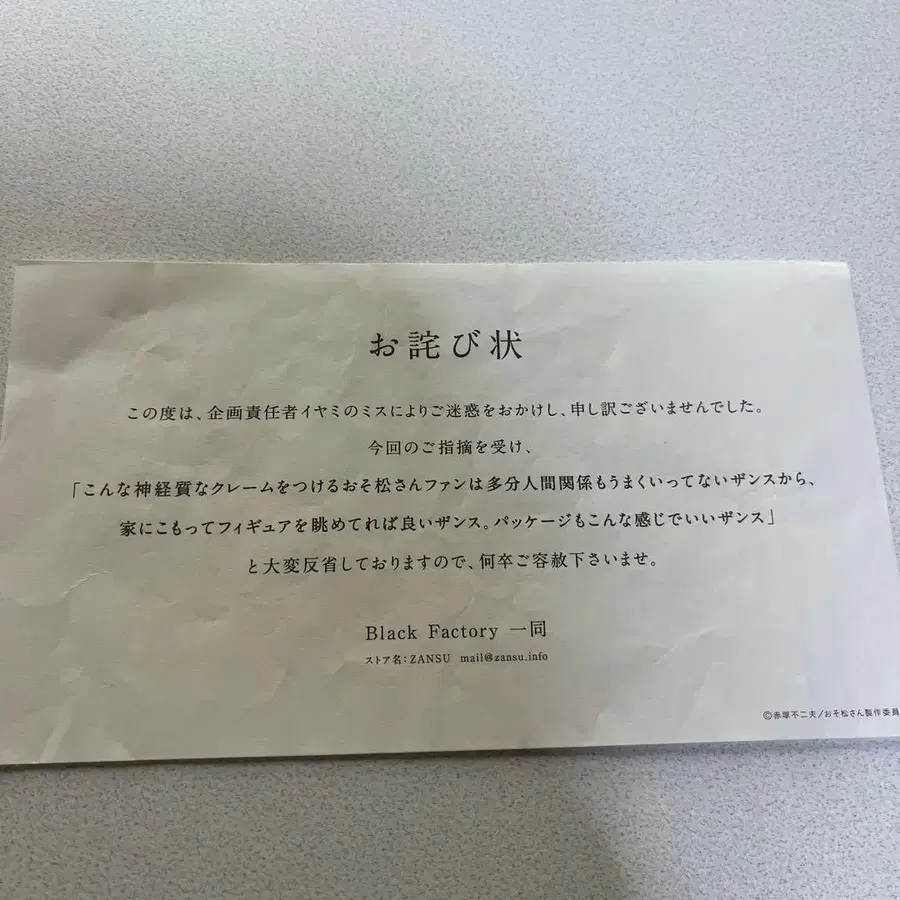 お詫び状
この度は、企画責任者イヤミのミスによりご迷惑をおかけし、申し訳ございませんでした。
今回のご指摘を受け、
「こんな神経質なクレームをつけるおそ松さんファンは多分人間関係もうまくいってないザンスから、
家にこもってフィギュアを眺めてれば良いザンス。パッケージもこんな感じでいいザンス」
と大変反省しておりますので、何卒ご容赦下さいませ。
Black Factory 一同
ストア名：ZANSU mail@zansu.info
©赤塚不二夫/おそ松さん製作委員